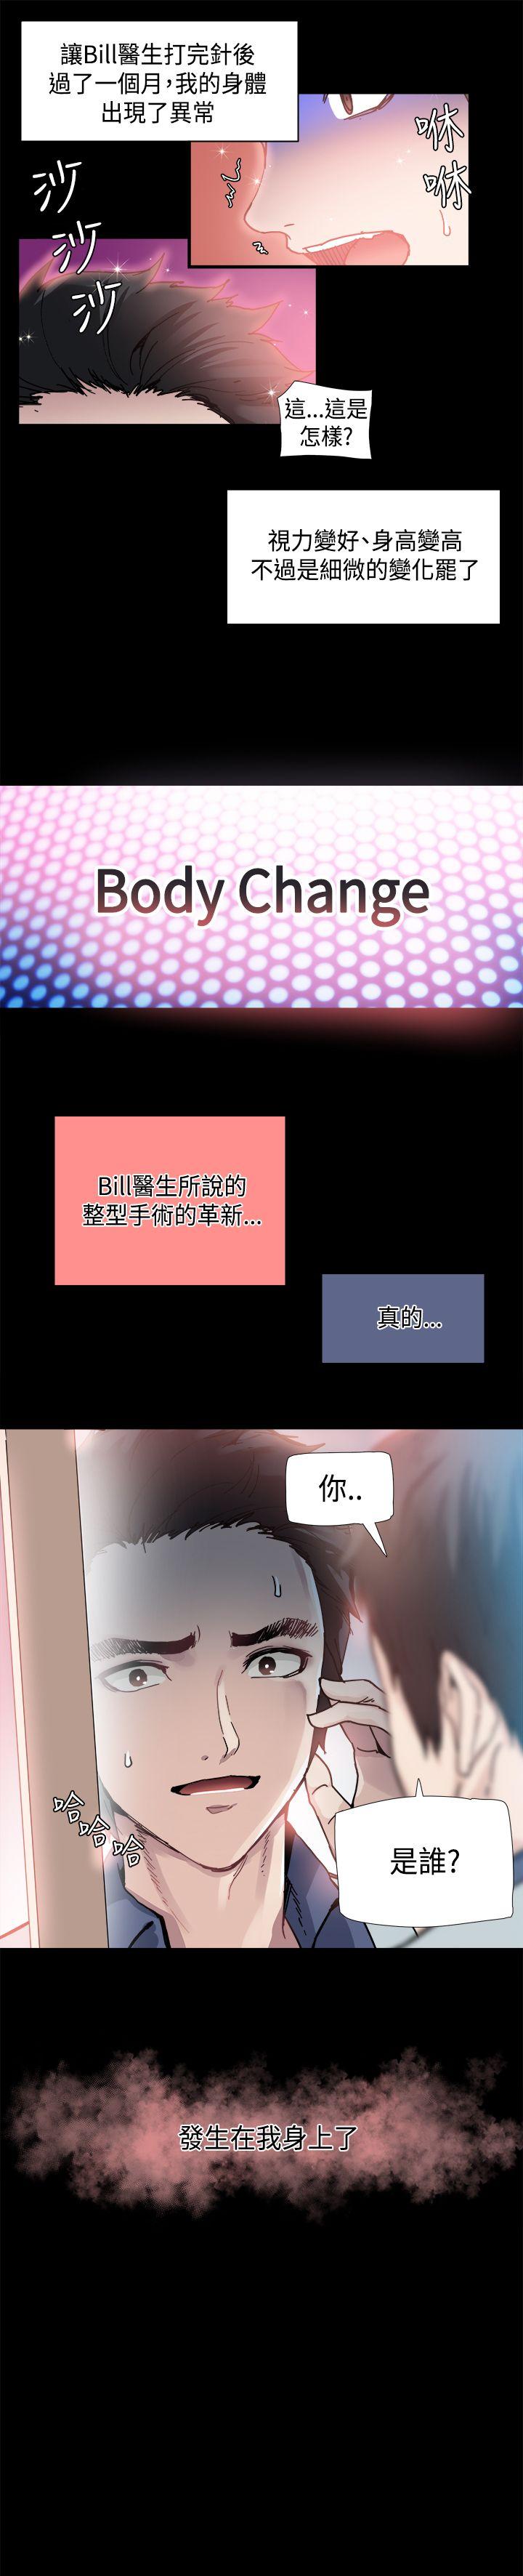 讓Bill醫生打完針後
過了一個月,我的身體
出現了異常
咻
咻
沙
沙
沙
這...這是
怎樣?
視力變好、身高變高
不過是細微的變化罷了
Body Change
Bill醫生所說的
整型手術的革新...
真的...
你..
是誰?
哈
哈
哈
發生在我身上了